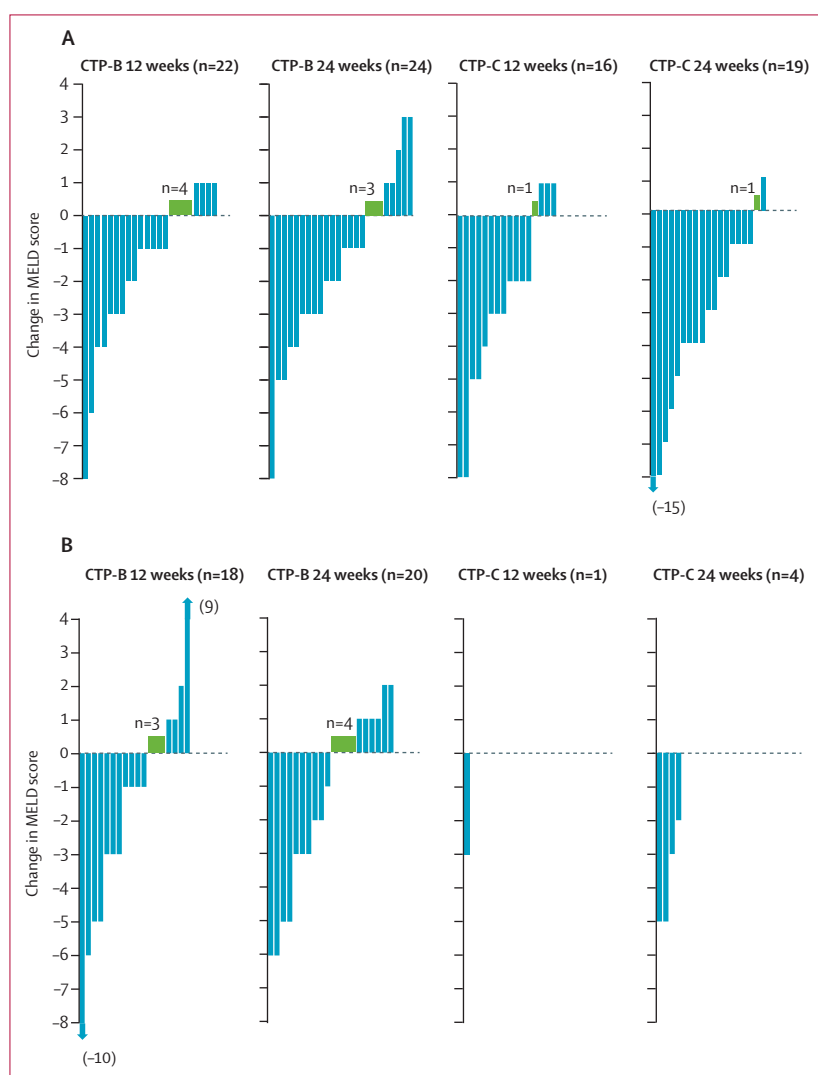 A
CTP-B 12 weeks (n=22) CTP-B 24 weeks (n=24) CTP-C 12 weeks (n=16) CTP-C 24 weeks (n=19)
Change in MELD score
4
3
2
1
0
–1
–2
–3
–4
–5
–6
–7
–8
n=4
n=3
n=1
n=1
(–15)
B
CTP-B 12 weeks (n=18) CTP-B 24 weeks (n=20) CTP-C 12 weeks (n=1) CTP-C 24 weeks (n=4)
Change in MELD score
4
3
2
1
0
–1
–2
–3
–4
–5
–6
–7
–8
(9)
n=3
n=4
(–10)